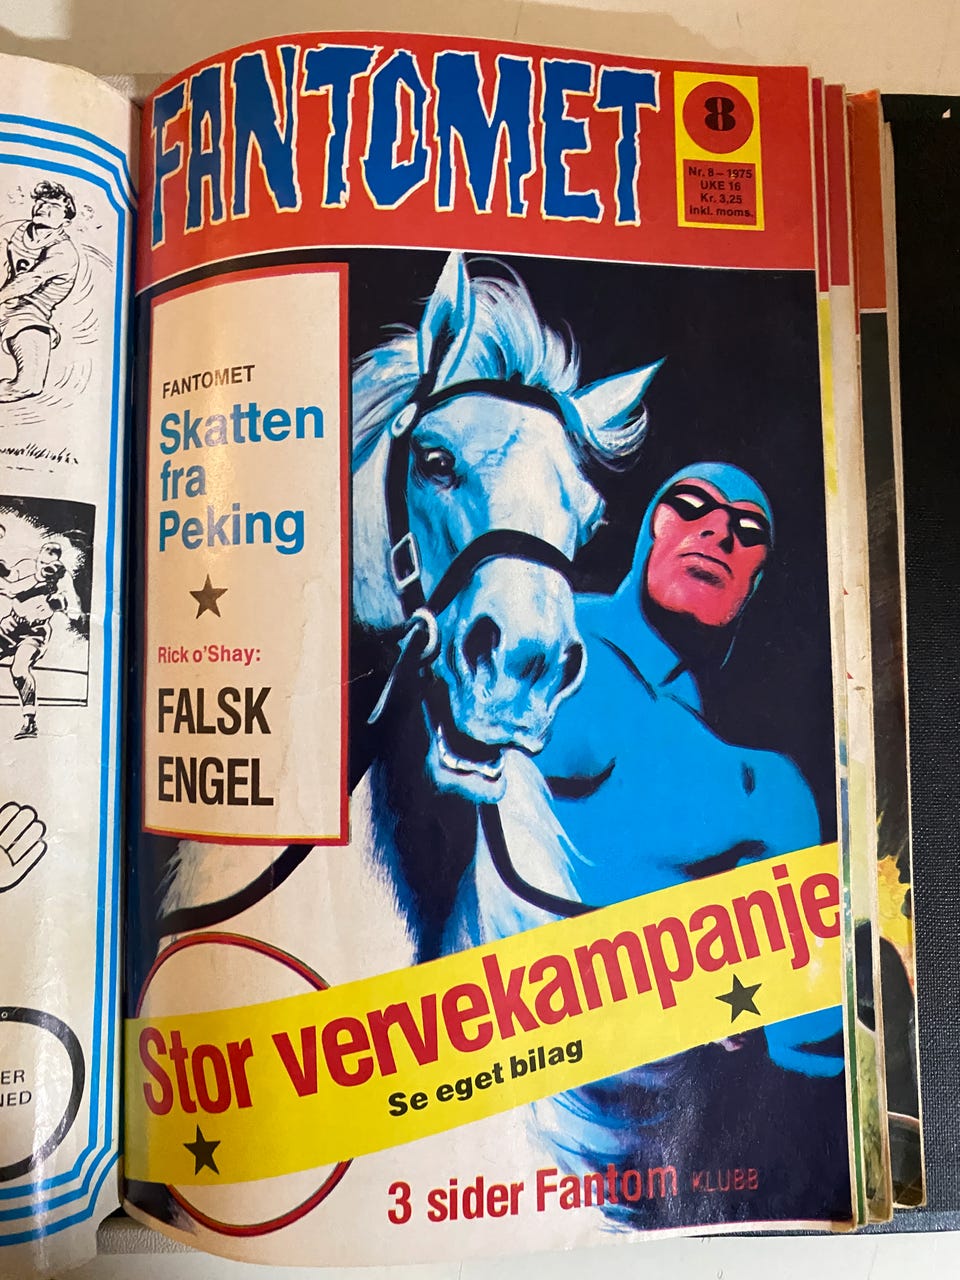 FANTOMET
8
Nr. 8 – 1975
UKE 16
Kr. 3,25
inkl. moms.
FANTOMET
Skatten
fra
Peking
Rick o'Shay:
FALSK
ENGEL
Stor vervekampanje
Se eget bilag
3 sider Fantom KLUBB
ER
NED